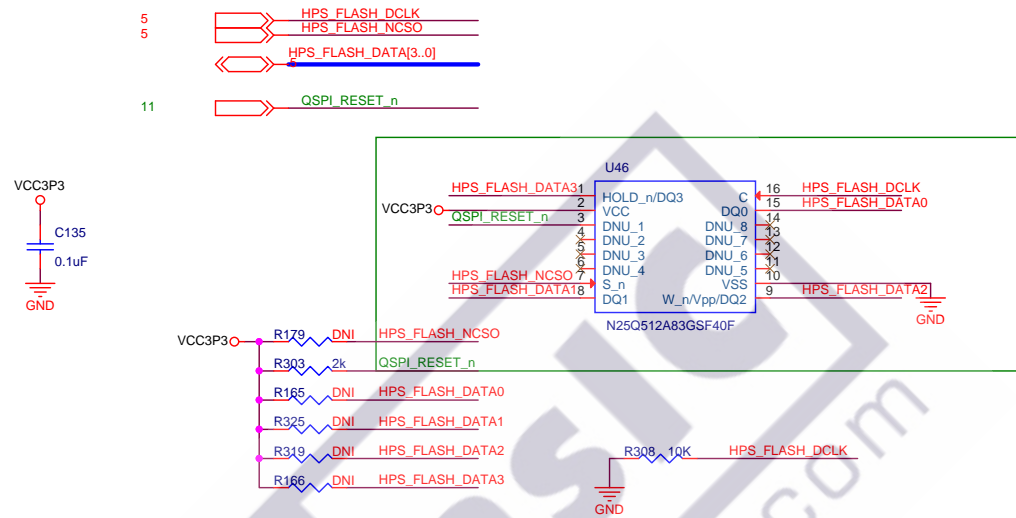 5 HPS_FLASH_DCLK
5 HPS_FLASH_NCSO
5 HPS_FLASH_DATA[3..0]
11 QSPI_RESET_n
VCC3P3
C135
0.1uF
GND
U46
HPS_FLASH_DATA3 1 HOLD_n/DQ3 C 16 HPS_FLASH_DCLK
VCC3P3 2 VCC DQ0 15 HPS_FLASH_DATA0
QSPI_RESET_n 3 DNU_1 DNU_8 14
4 DNU_2 DNU_7 13
5 DNU_3 DNU_6 12
6 DNU_4 DNU_5 11
HPS_FLASH_NCSO 7 S_n VSS 10
HPS_FLASH_DATA1 8 DQ1 W_n/Vpp/DQ2 9 HPS_FLASH_DATA2
GND
N25Q512A83GSF40F
VCC3P3 R179 DNI HPS_FLASH_NCSO
R303 2k QSPI_RESET_n
R165 DNI HPS_FLASH_DATA0
R325 DNI HPS_FLASH_DATA1
R319 DNI HPS_FLASH_DATA2
R166 DNI HPS_FLASH_DATA3
R308 10K HPS_FLASH_DCLK
GND
sic
.com